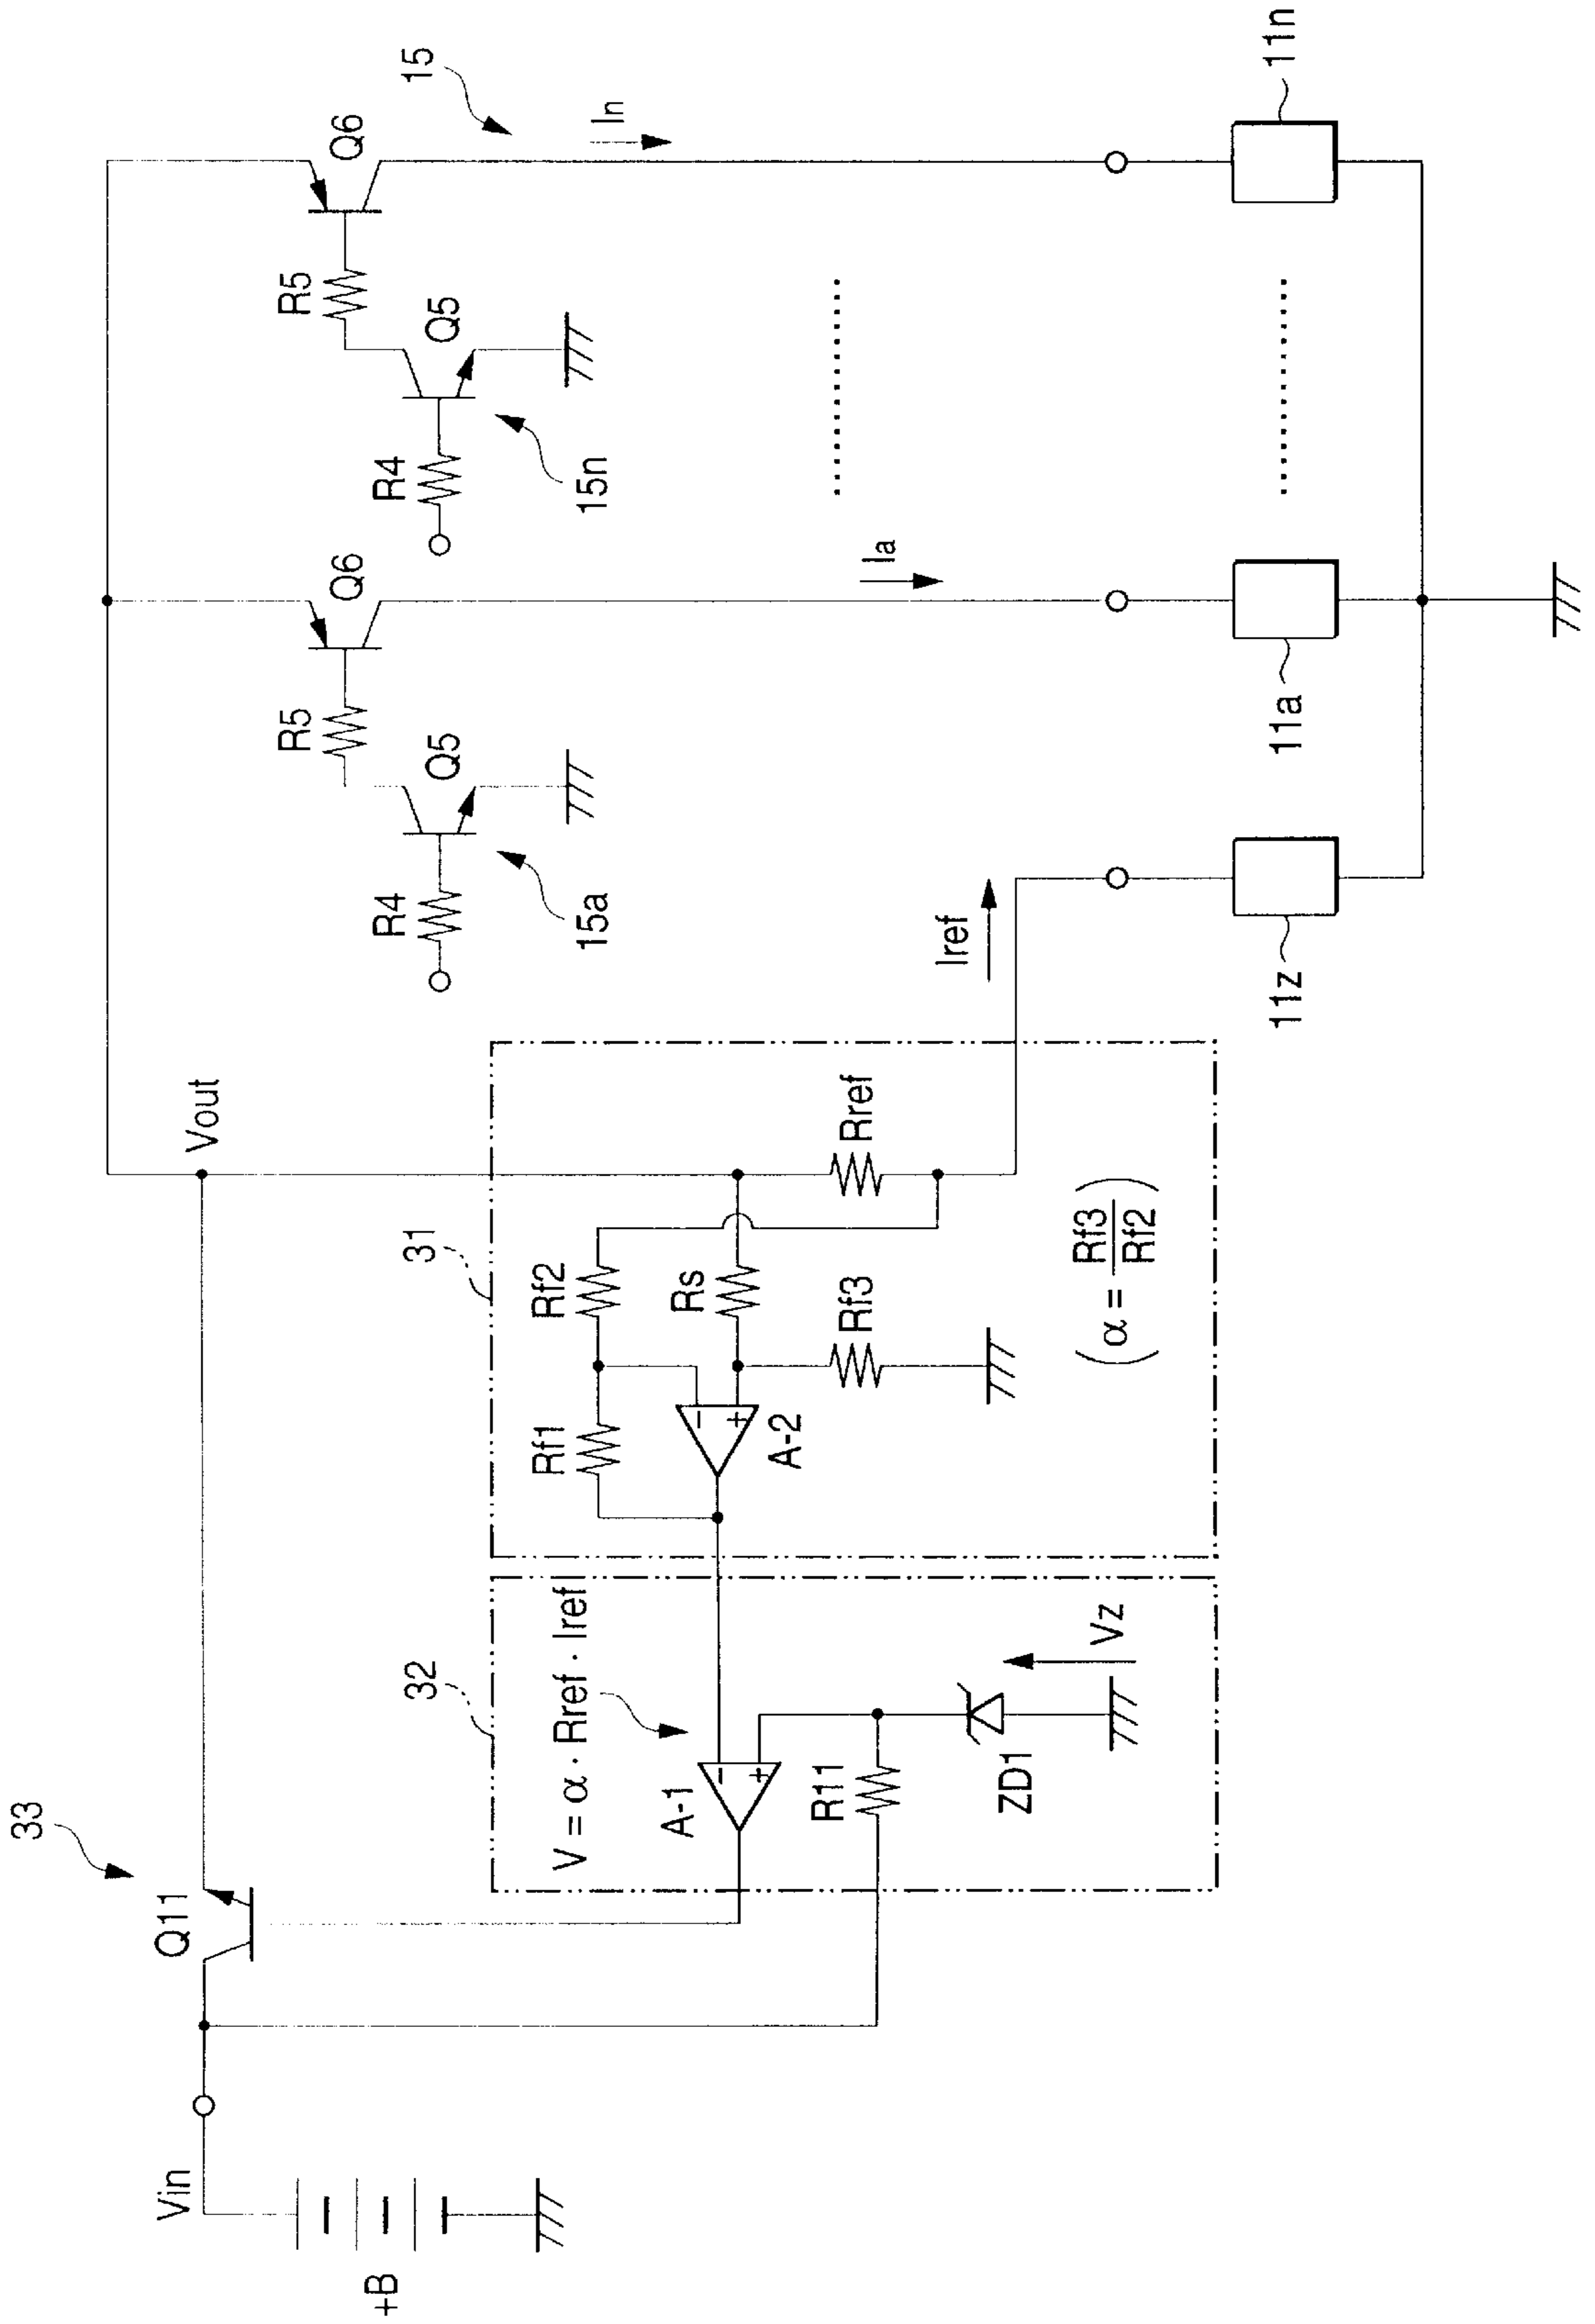 33
Q11
Vin
+B
Vout
32
V = α · Rref · Iref
A-1
R11
ZD1
Vz
31
Rf1
Rf2
Rs
A-2
Rf3
Rref
( α = Rf3 / Rf2 )
Iref
11z
R4
15a
Q5
R5
Q6
Ia
11a
R4
15n
Q5
R5
Q6
15
In
11n